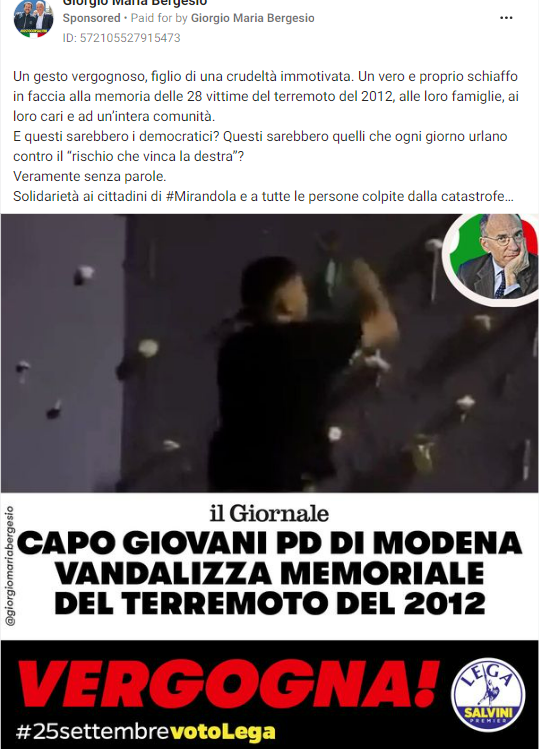 Giorgio Maria Bergesio
Sponsored • Paid for by Giorgio Maria Bergesio
ID: 572105527915473
Un gesto vergognoso, figlio di una crudeltà immotivata. Un vero e proprio schiaffo
in faccia alla memoria delle 28 vittime del terremoto del 2012, alle loro famiglie, ai
loro cari e ad un'intera comunità.
E questi sarebbero i democratici? Questi sarebbero quelli che ogni giorno urlano
contro il “rischio che vinca la destra”?
Veramente senza parole.
Solidarietà ai cittadini di #Mirandola e a tutte le persone colpite dalla catastrofe...
il Giornale
CAPO GIOVANI PD DI MODENA
VANDALIZZA MEMORIALE
DEL TERREMOTO DEL 2012
@giorgiomariabergesio
VERGOGNA!
#25settembrevotoLega
LEGA
SALVINI
PREMIER